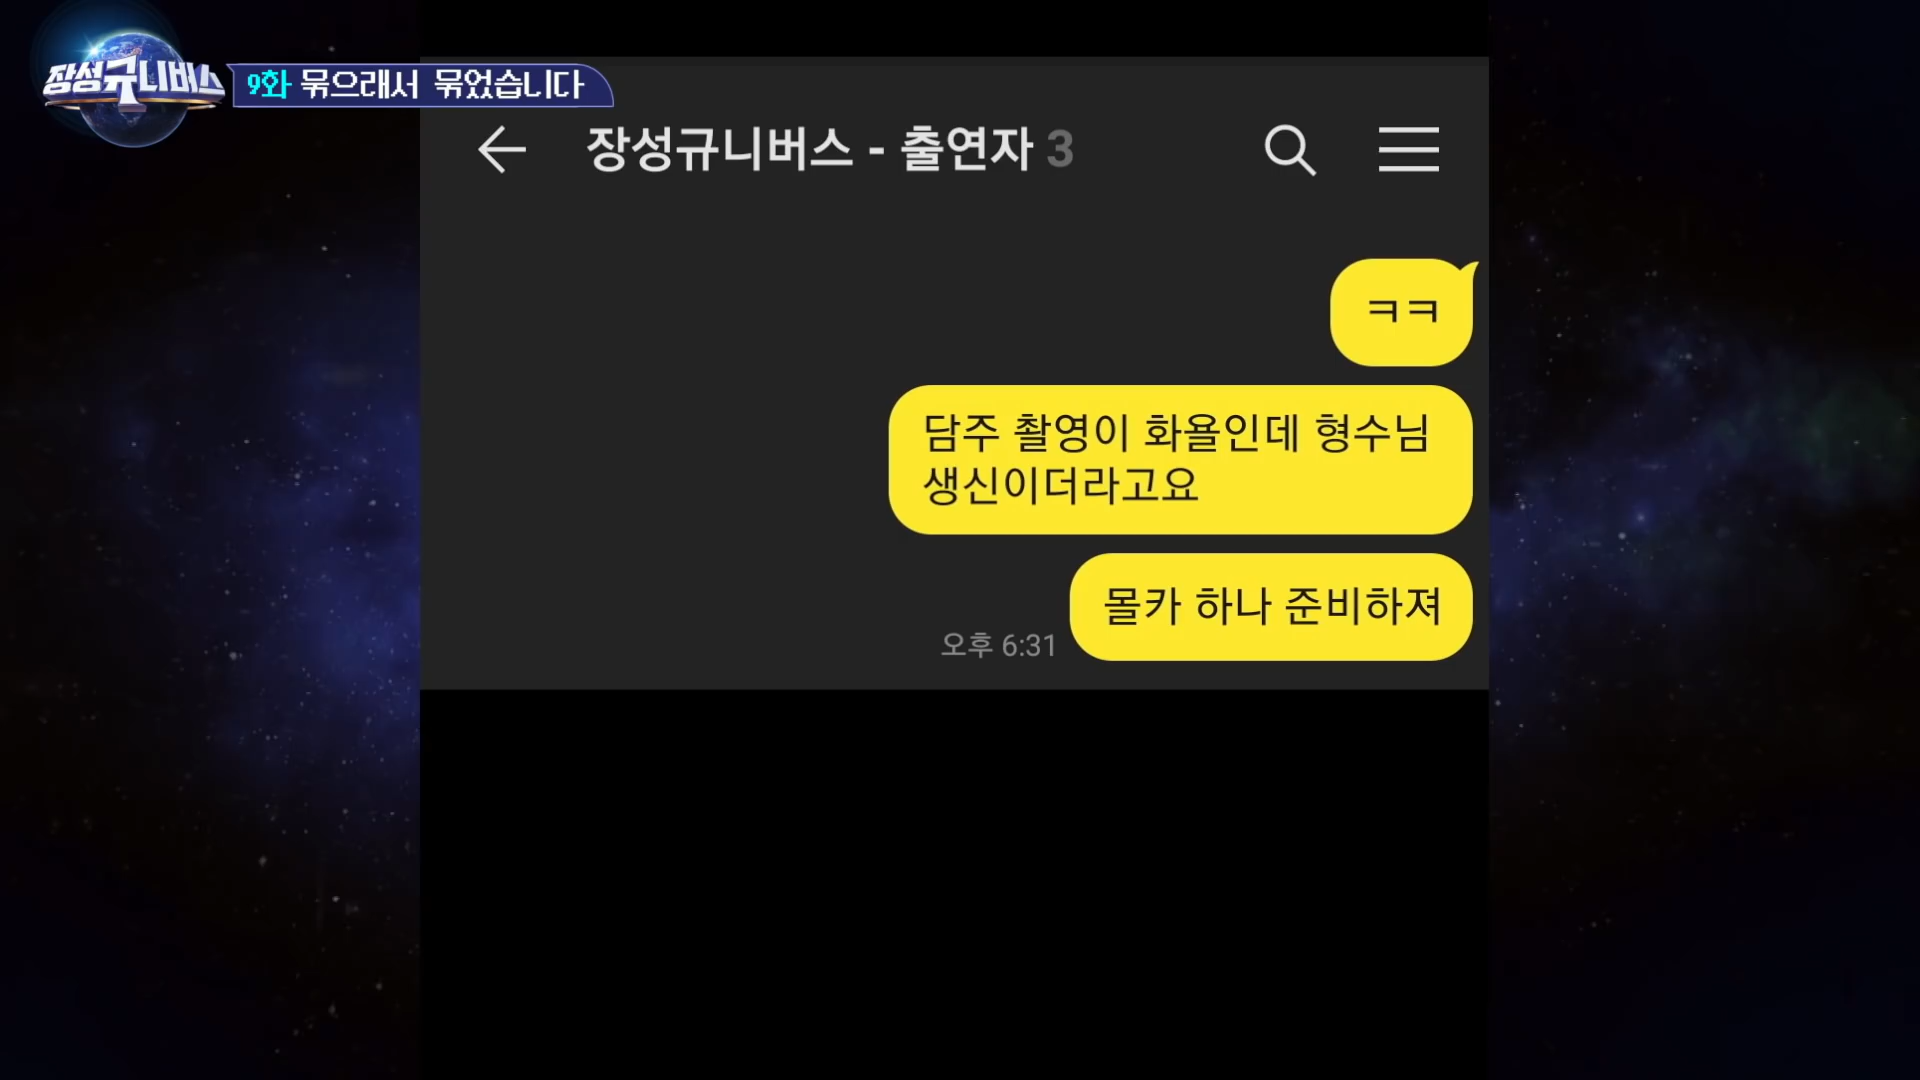 장성규니버스
9화 묶으래서 묶었습니다
장성규니버스 - 출연자 3
ㅋㅋ
담주 촬영이 화욜인데 형수님
생신이더라고요
몰카 하나 준비하져
오후 6:31